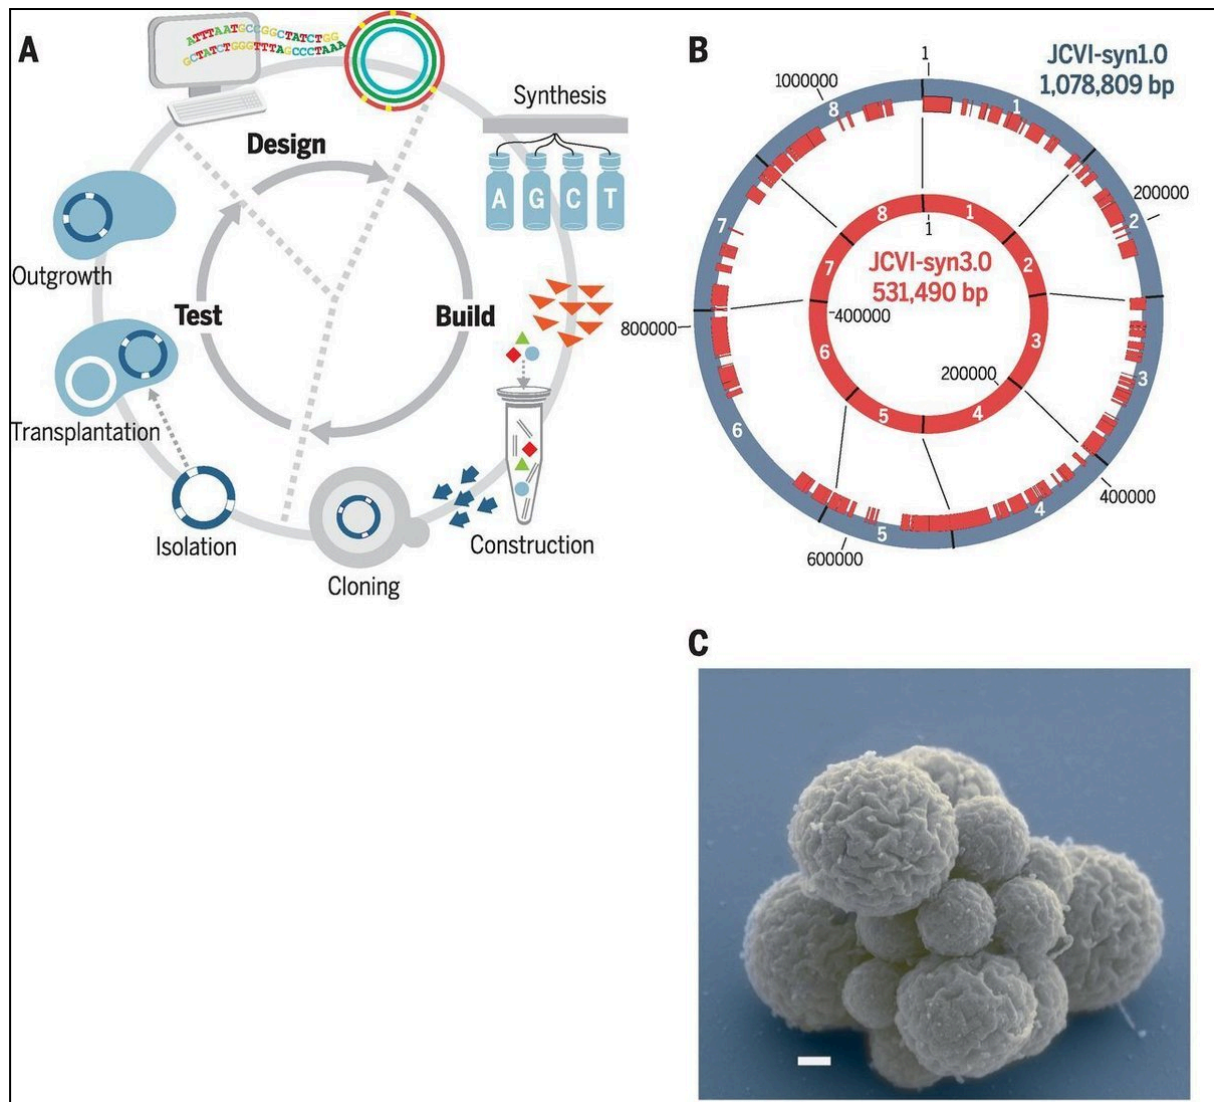 A
ATTTAATGCCGGCTATCTGG
GCTATCTGGGTTTAGCCCTAAA
Design
Synthesis
A G C T
Outgrowth
Test
Build
Transplantation
Isolation
Cloning
Construction
B
JCVI-syn1.0
1,078,809 bp
1
1000000
8
1
200000
2
7
8
1
1
2
JCVI-syn3.0
531,490 bp
7
400000
800000
3
6
200000
3
5
4
6
400000
4
5
600000
C